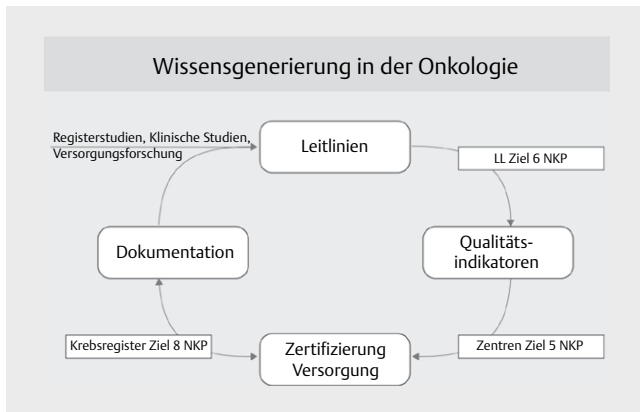 Wissensgenerierung in der Onkologie
Registerstudien, Klinische Studien,
Versorgungsforschung
Leitlinien
LL Ziel 6 NKP
Dokumentation
Qualitäts-
indikatoren
Krebsregister Ziel 8 NKP
Zertifizierung
Versorgung
Zentren Ziel 5 NKP